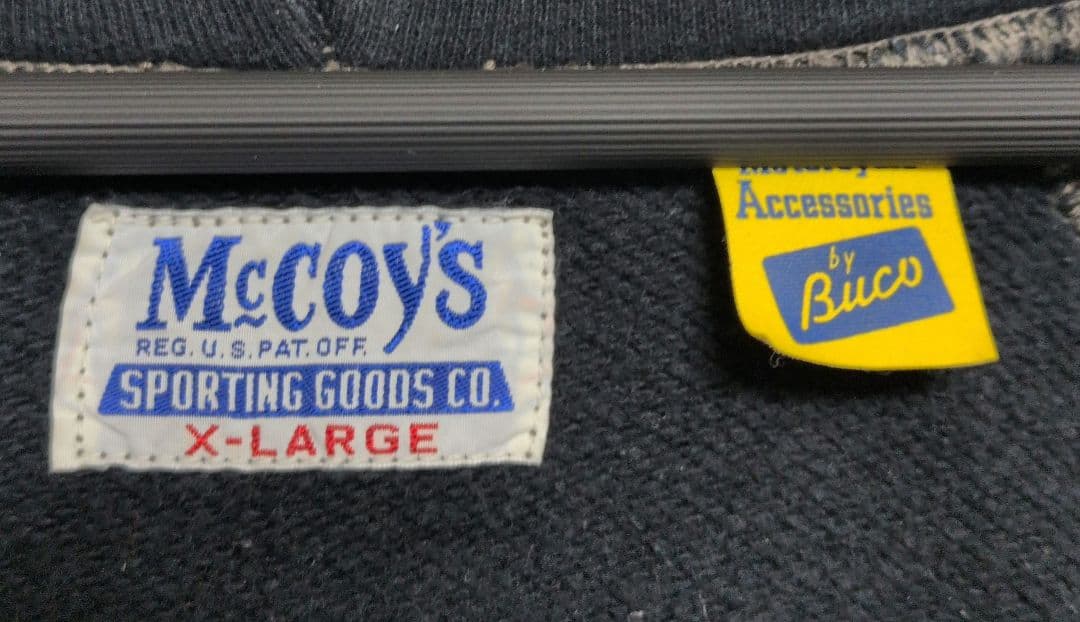 McCOY'S
REG. U.S. PAT. OFF.
SPORTING GOODS CO.
X-LARGE
Accessories
by
Buco